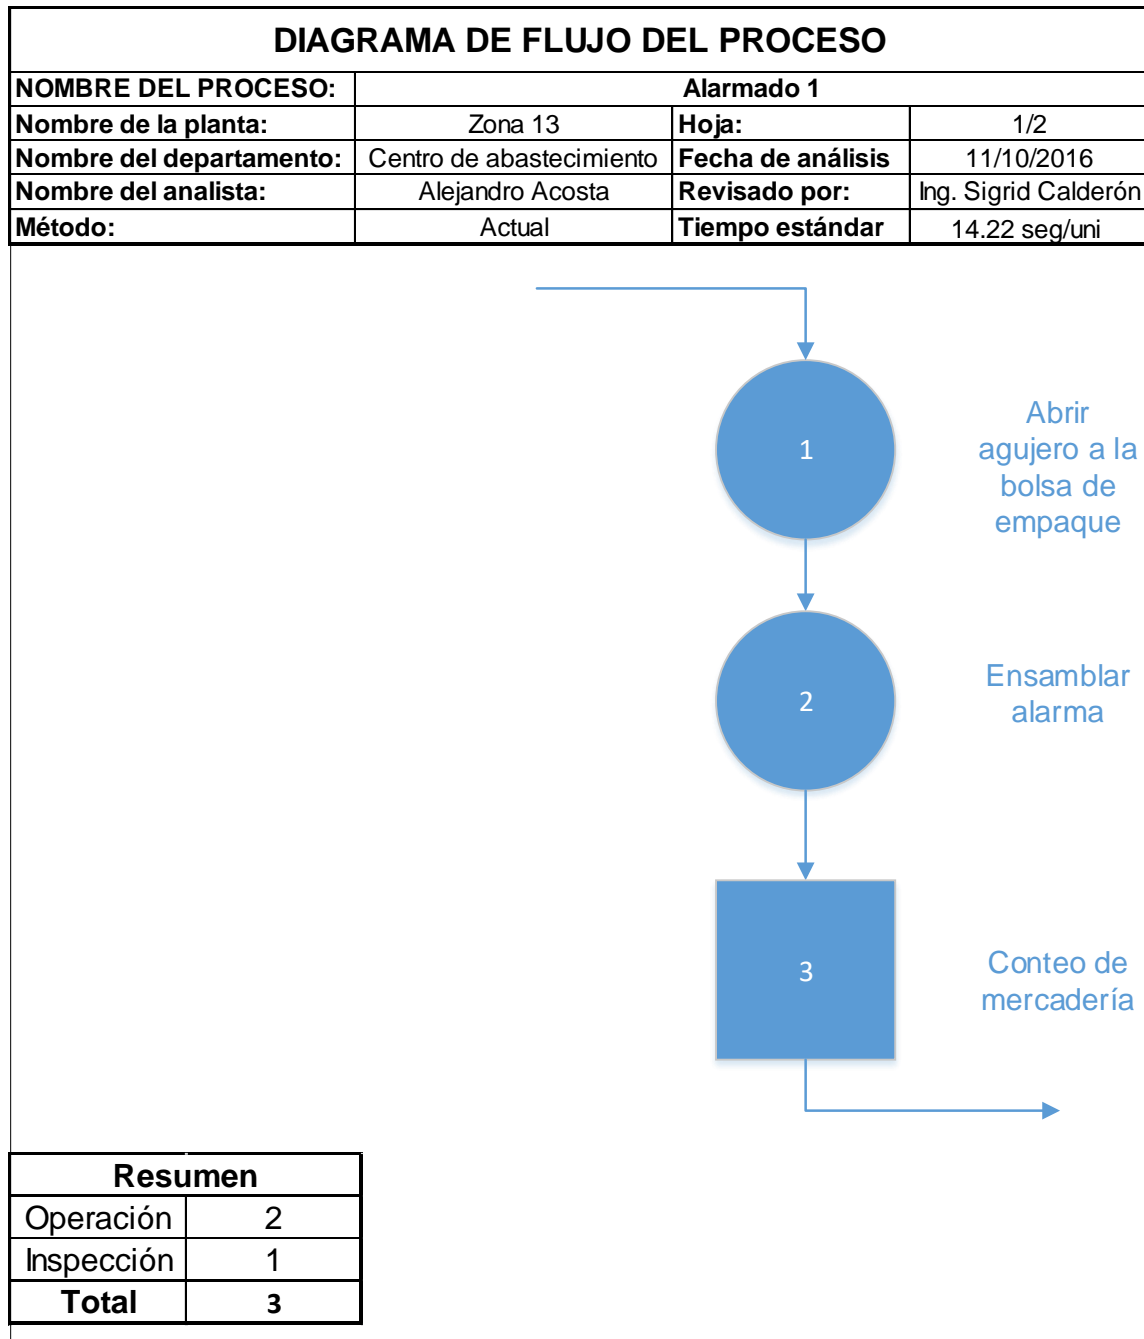 DIAGRAMA DE FLUJO DEL PROCESO
NOMBRE DEL PROCESO: Alarmado 1
Nombre de la planta: Zona 13 Hoja: 1/2
Nombre del departamento: Centro de abastecimiento Fecha de análisis 11/10/2016
Nombre del analista: Alejandro Acosta Revisado por: Ing. Sigrid Calderón
Método: Actual Tiempo estándar 14.22 seg/uni
1
Abrir
agujero a la
bolsa de
empaque
2
Ensamblar
alarma
3
Conteo de
mercadería
Resumen
Operación 2
Inspección 1
Total 3